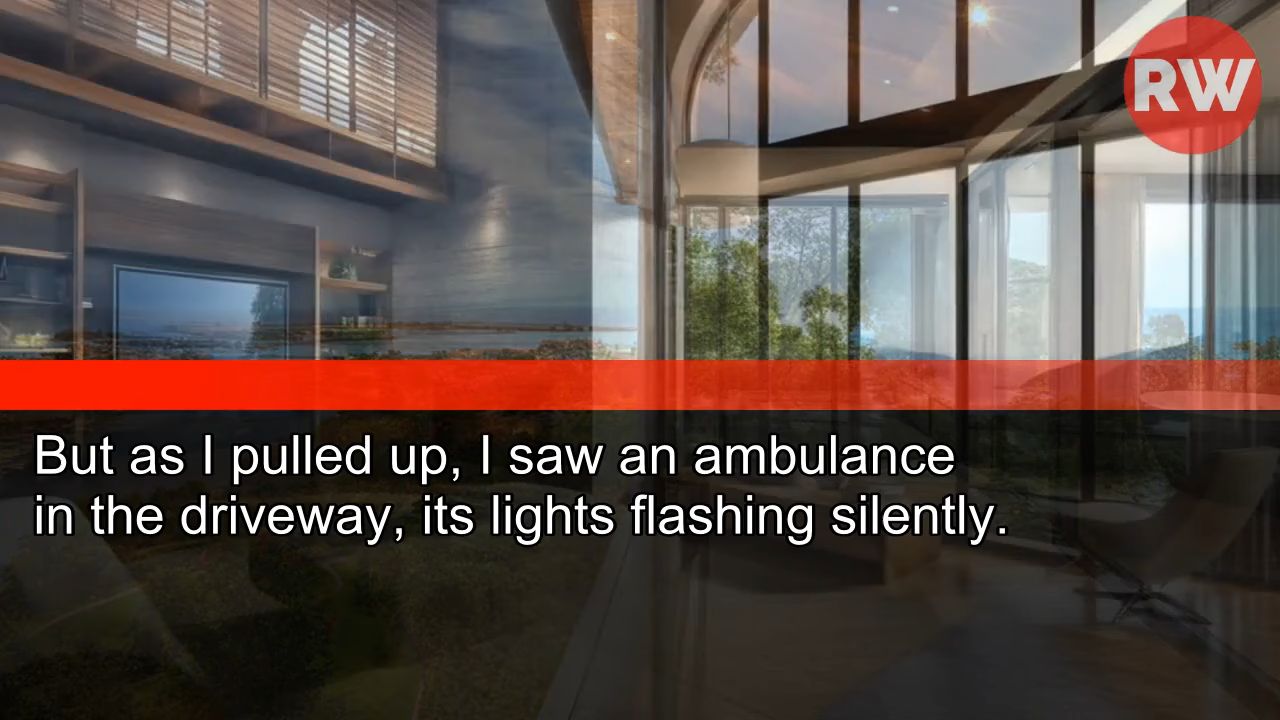 RW
But as I pulled up, I saw an ambulance
in the driveway, its lights flashing silently.